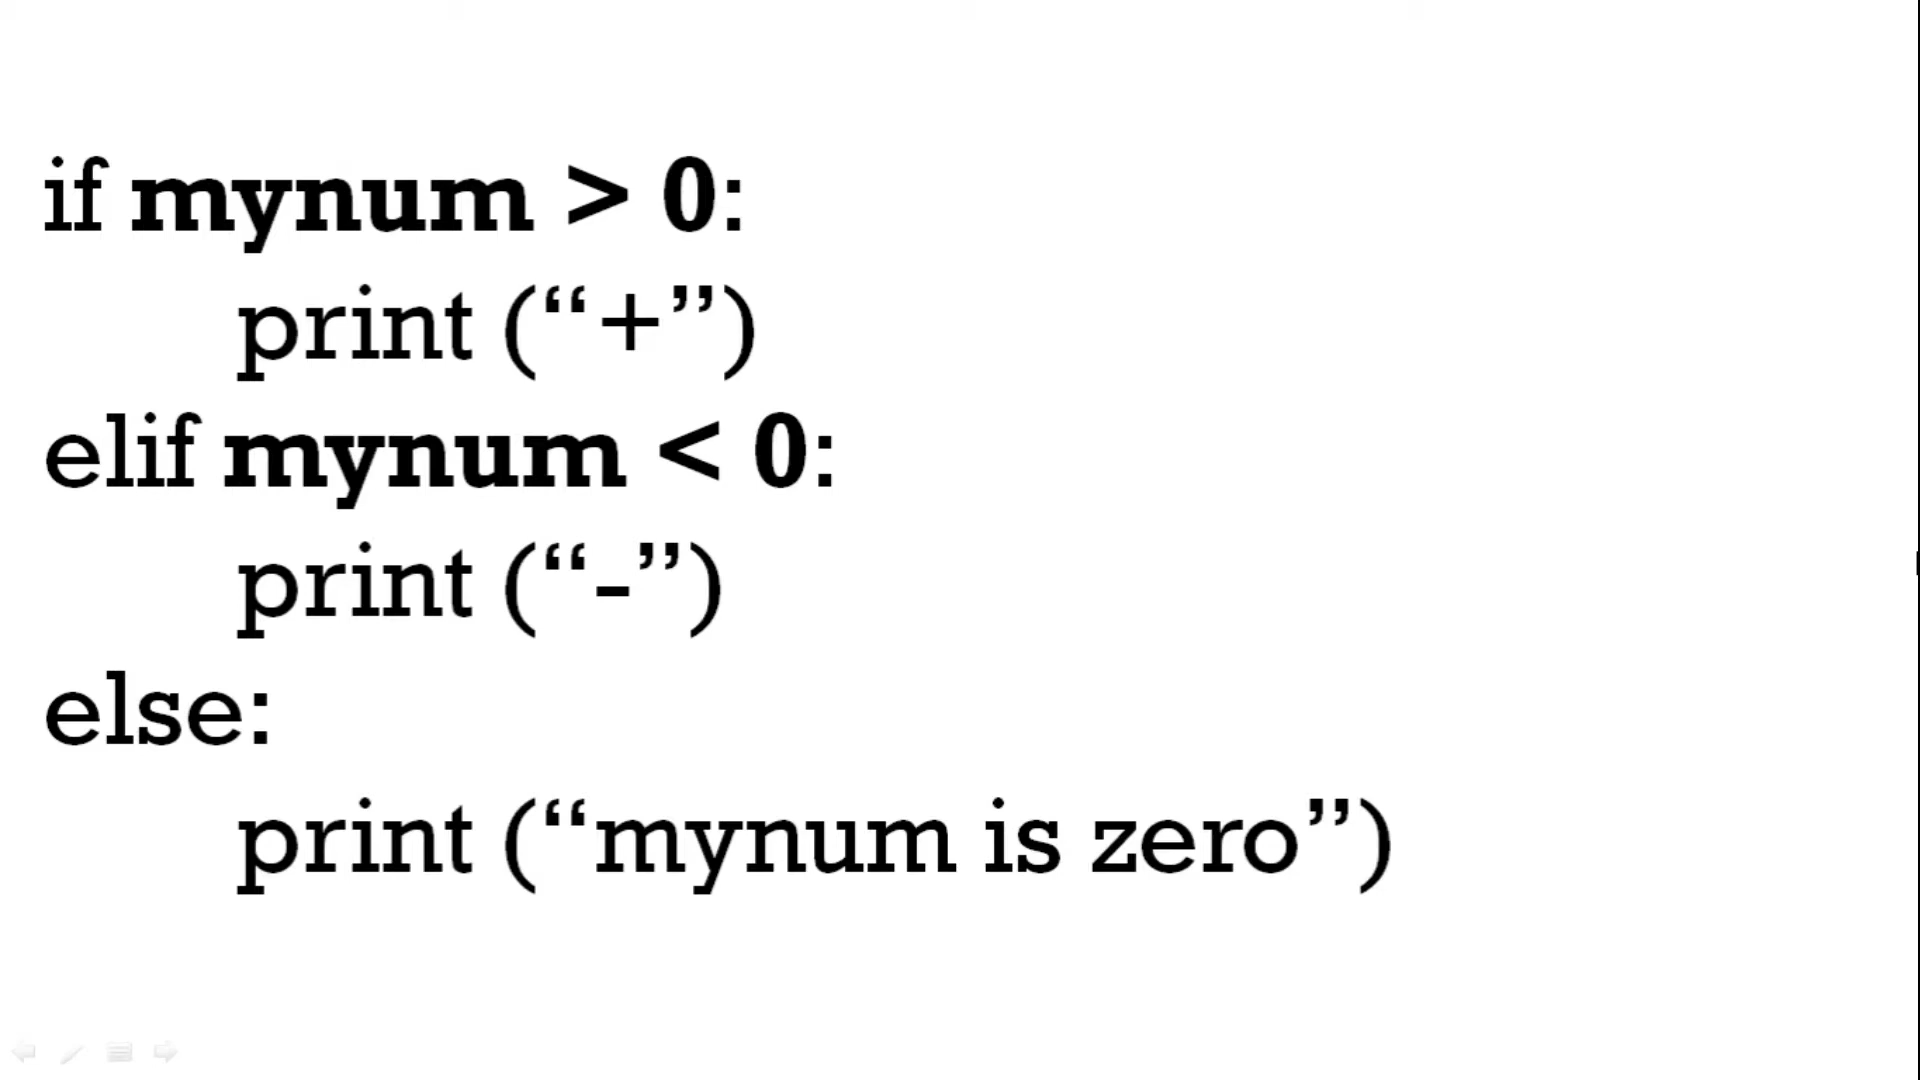 if mynum > 0:
print (“+”)
elif mynum < 0:
print (“-”)
else:
print (“mynum is zero”)